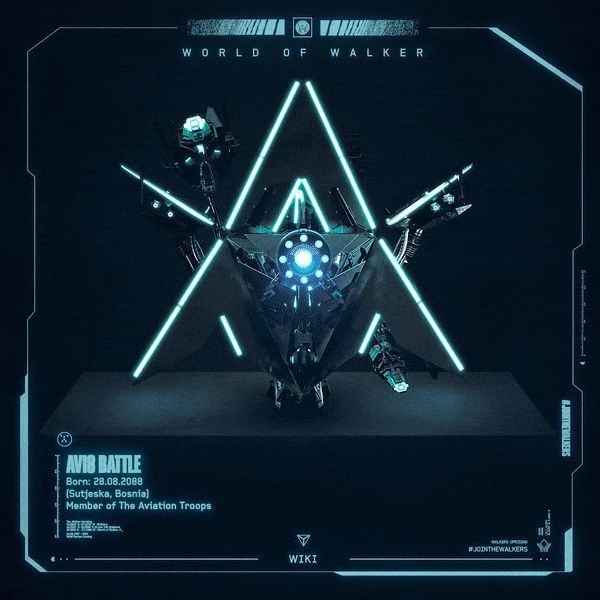 WORLD OF WALKER
#JOINTHEWALKERS
AVI8 BATTLE
Born: 28.08.2088
(Sutjeska, Bosnia)
Member of The Aviation Troops
WALKERS UPRISING
#JOINTHEWALKERS
WIKI